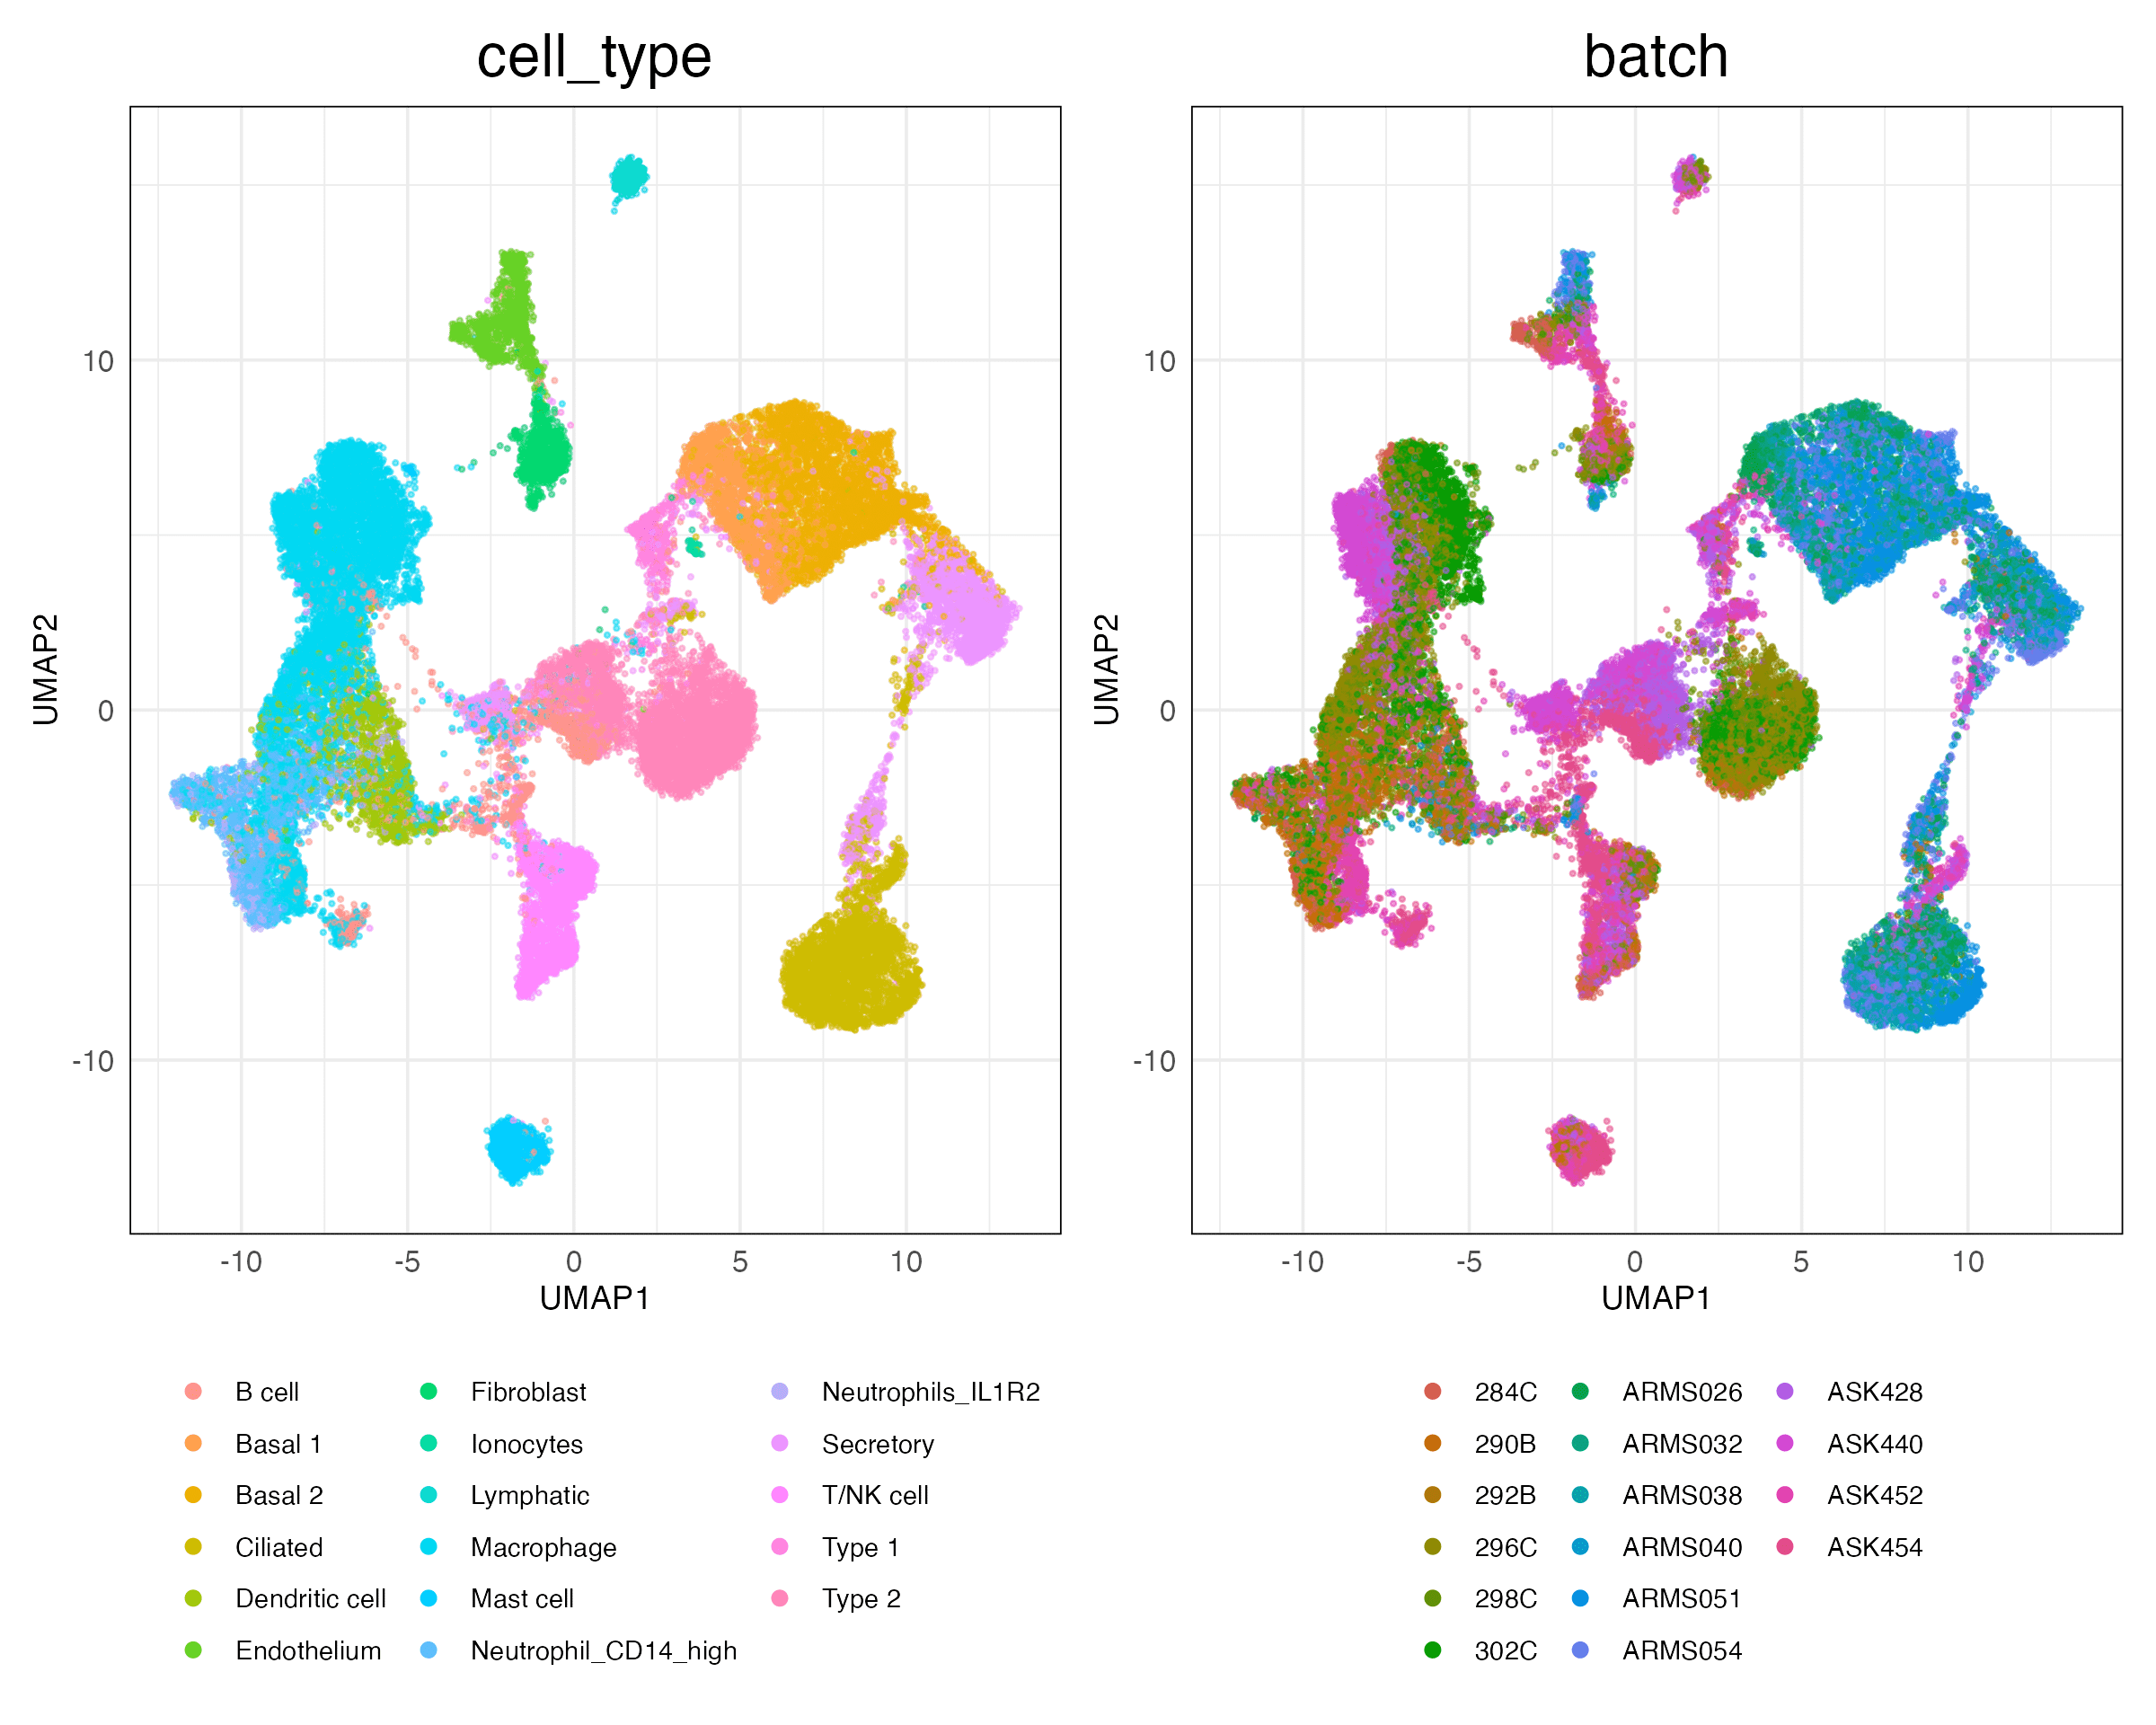 cell_type
batch
UMAP2
10
0
-10
-10 -5 0 5 10
UMAP1
UMAP2
10
0
-10
-10 -5 0 5 10
UMAP1
B cell
Basal 1
Basal 2
Ciliated
Dendritic cell
Endothelium
Fibroblast
Ionocytes
Lymphatic
Macrophage
Mast cell
Neutrophil_CD14_high
Neutrophils_IL1R2
Secretory
T/NK cell
Type 1
Type 2
284C
290B
292B
296C
298C
302C
ARMS026
ARMS032
ARMS038
ARMS040
ARMS051
ARMS054
ASK428
ASK440
ASK452
ASK454